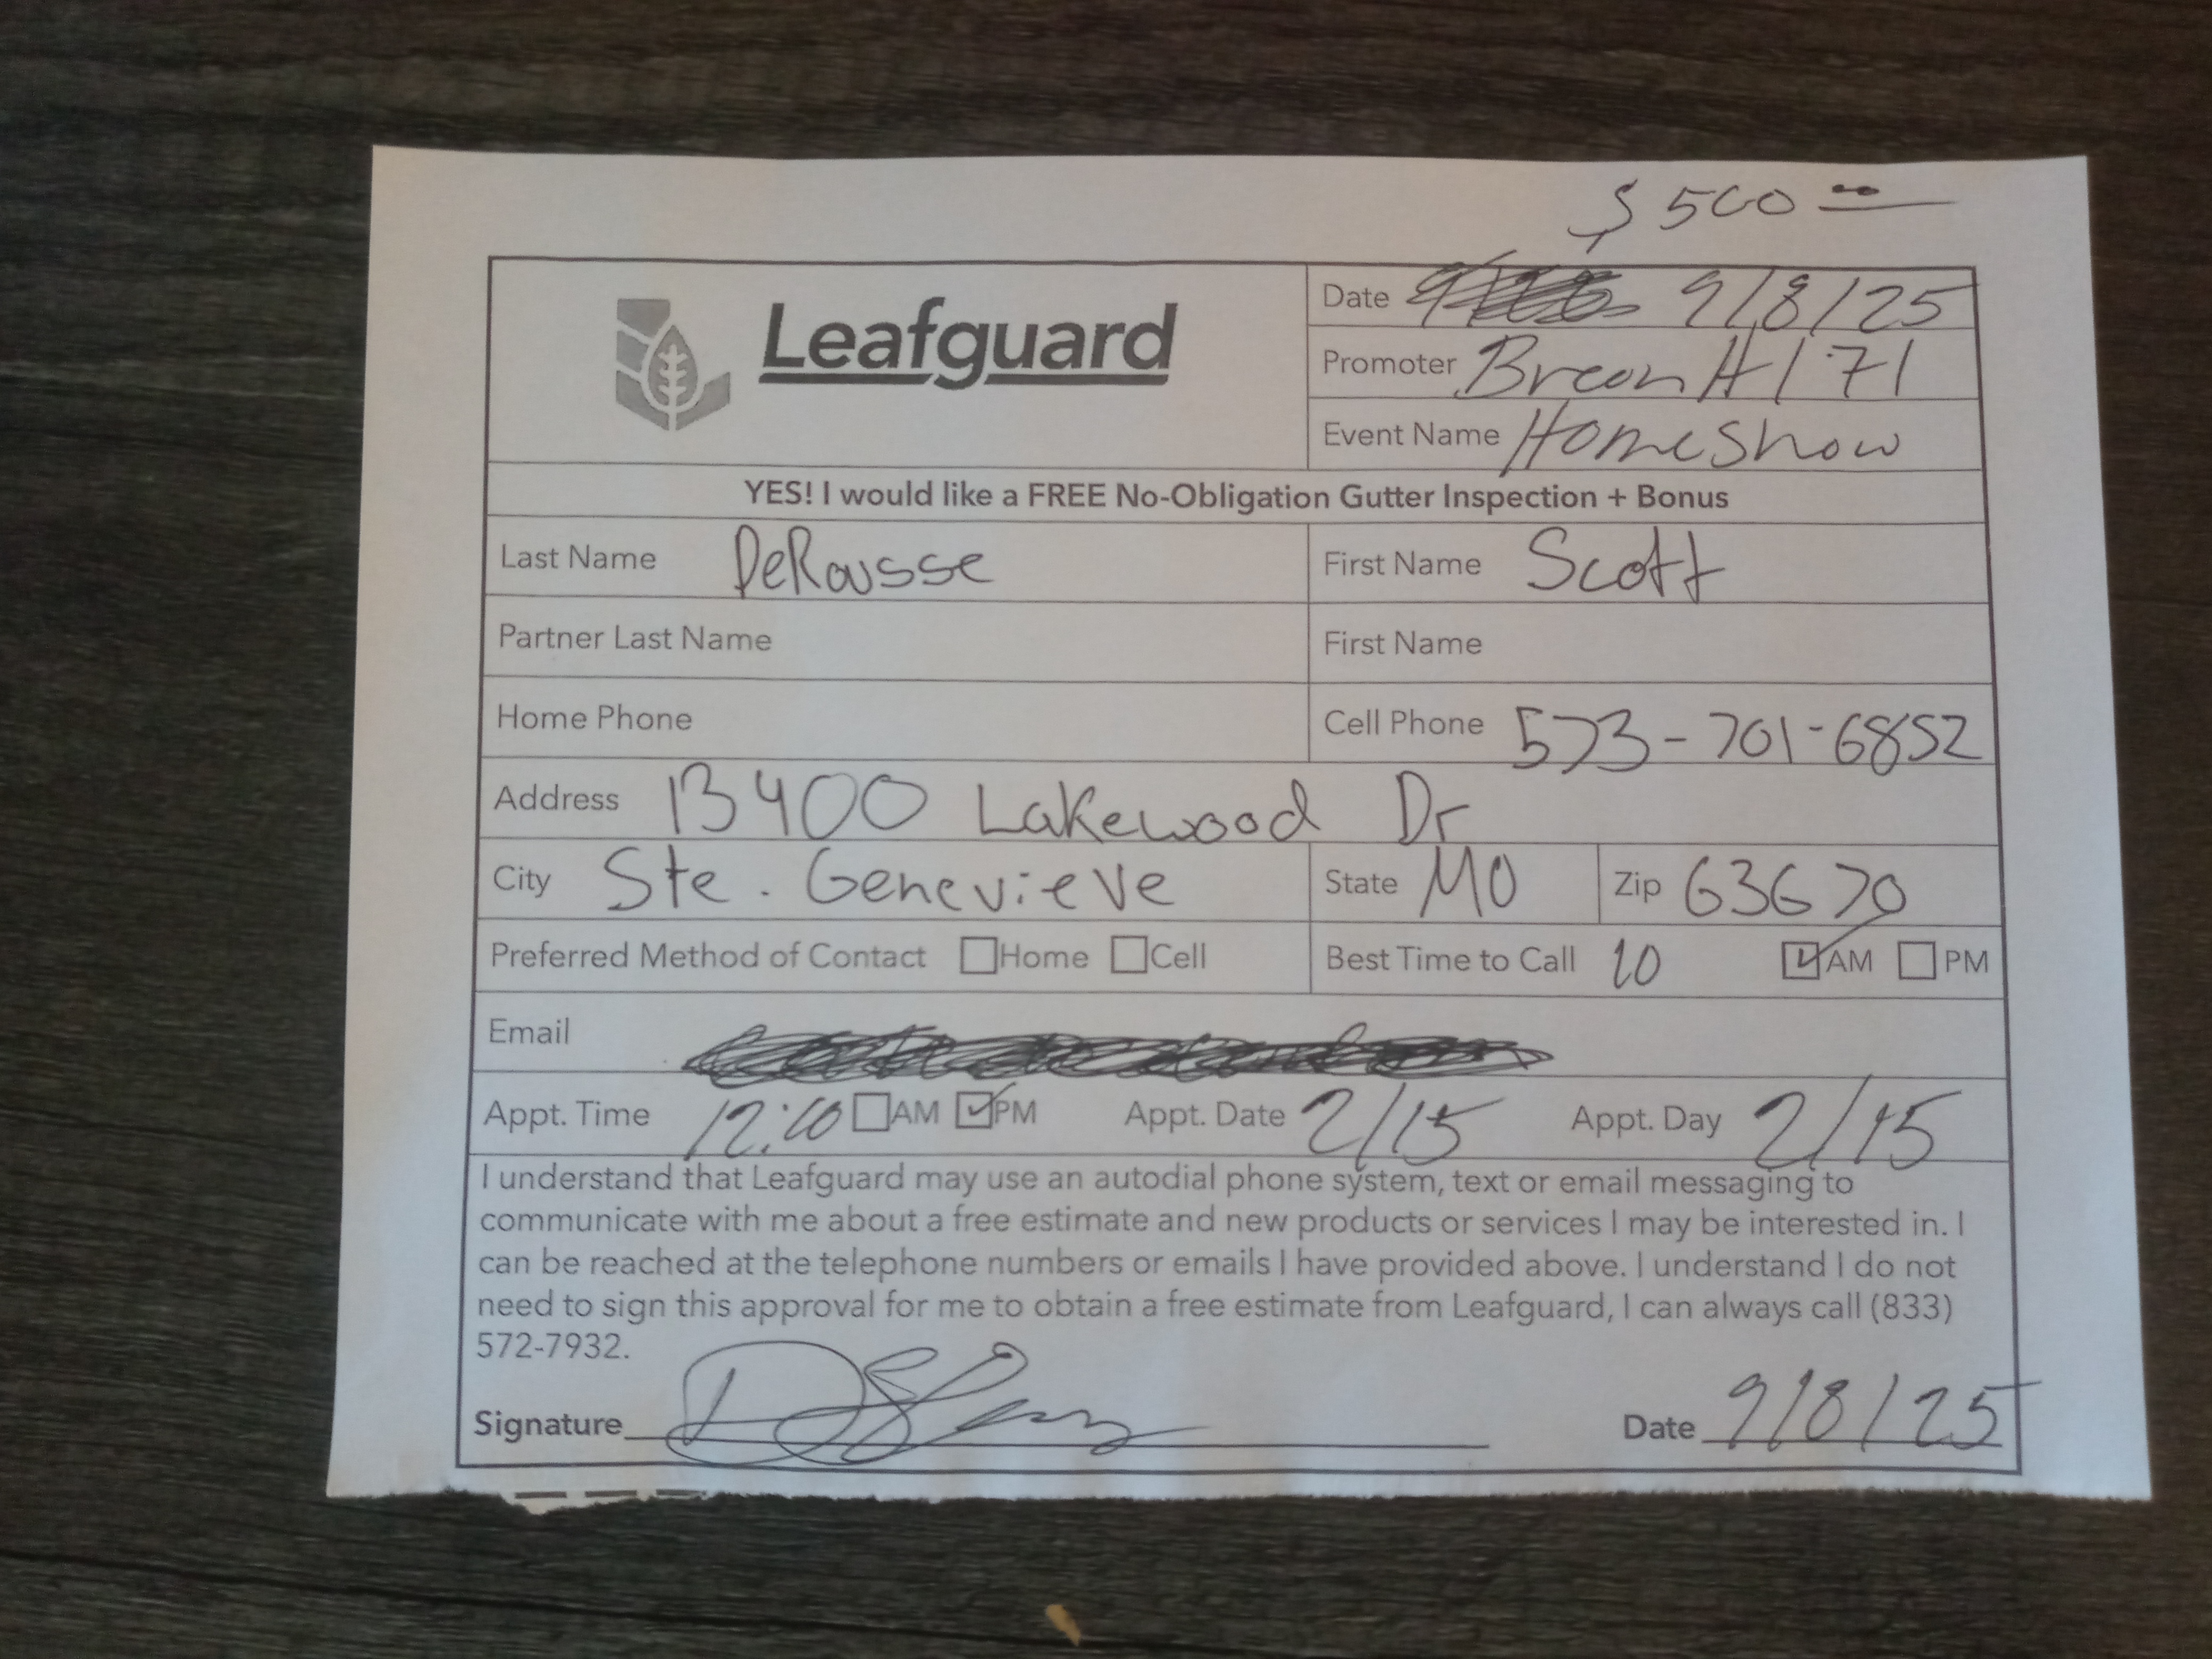 $500 00
Leafguard
Date 9/8/25
Promoter Breon H 171
Event Name Homeshow
YES! I would like a FREE No-Obligation Gutter Inspection + Bonus
Last Name DeRousse First Name Scott
Partner Last Name First Name
Home Phone Cell Phone 573-701-6852
Address 13400 Lakewood Dr
City Ste. Genevieve State MO Zip 63670
Preferred Method of Contact Home Cell Best Time to Call 10 AM PM
Email
Appt. Time AM PM Appt. Date 2/15 Appt. Day 2/15
I understand that Leafguard may use an autodial phone system, text or email messaging to
communicate with me about a free estimate and new products or services I may be interested in. I
can be reached at the telephone numbers or emails I have provided above. I understand I do not
need to sign this approval for me to obtain a free estimate from Leafguard, I can always call (833)
572-7932.
Signature Date 9/8/25